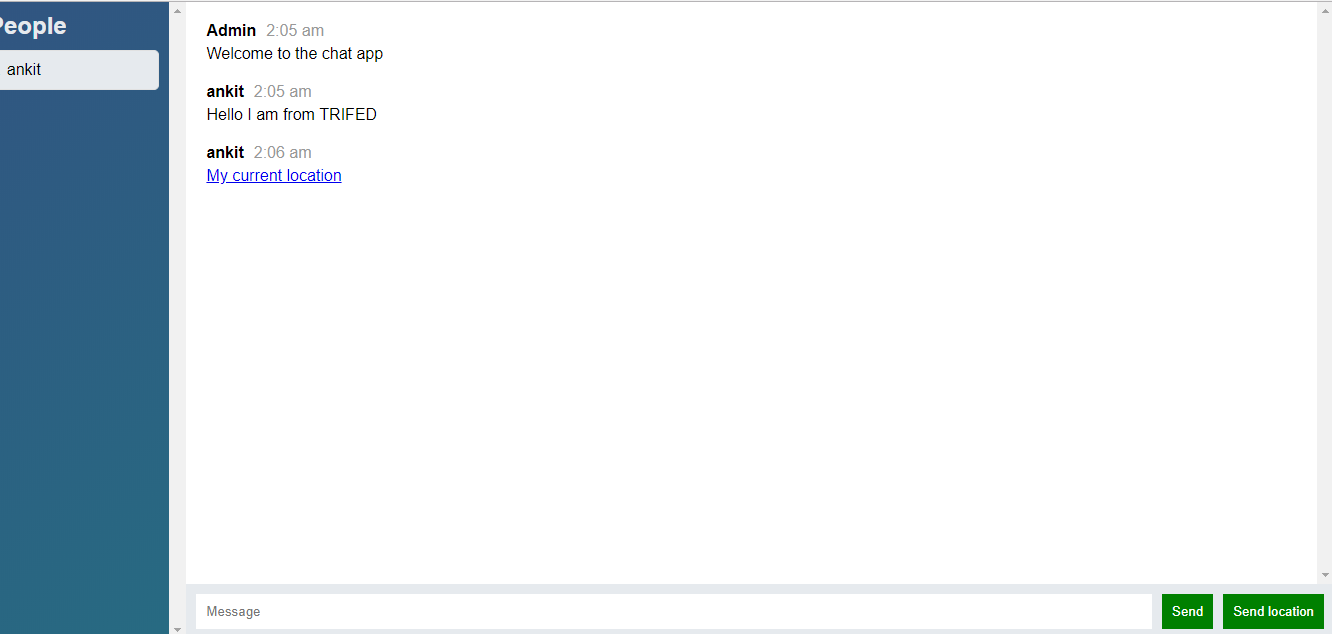 People
ankit
Admin 2:05 am
Welcome to the chat app
ankit 2:05 am
Hello I am from TRIFED
ankit 2:06 am
My current location
Message
Send
Send location